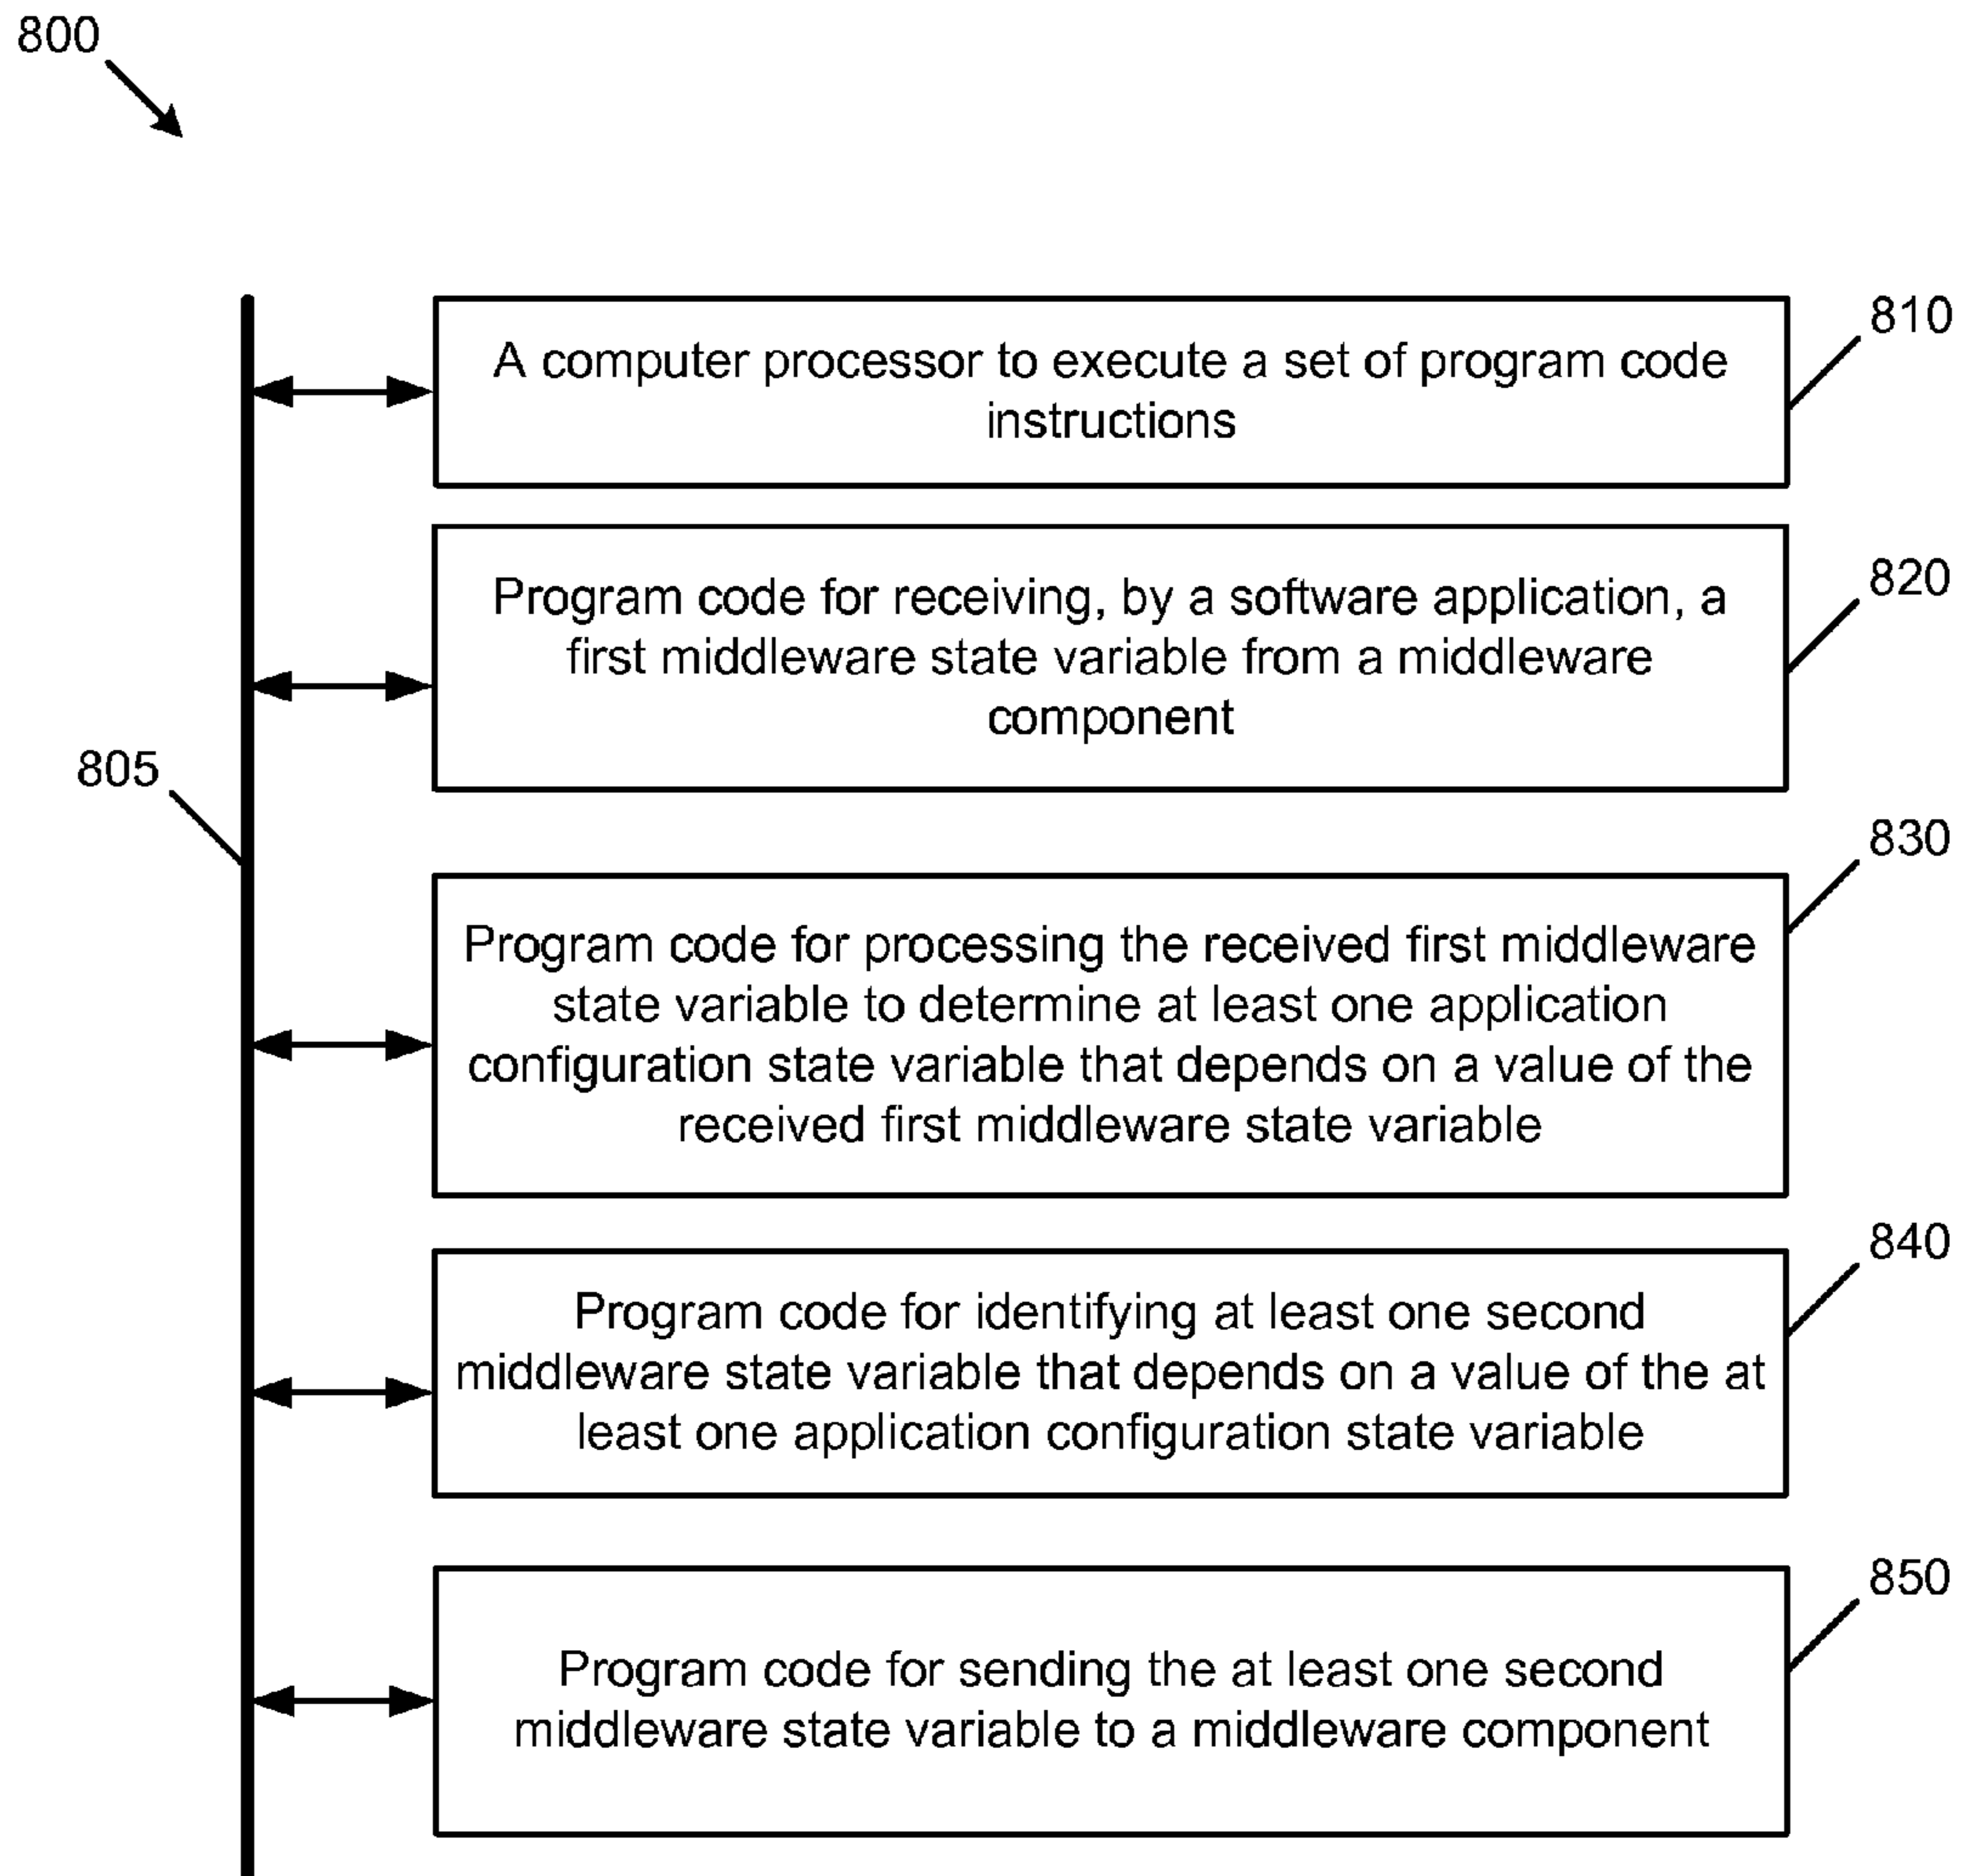 800
A computer processor to execute a set of program code
instructions
810
Program code for receiving, by a software application, a
first middleware state variable from a middleware
component
820
805
Program code for processing the received first middleware
state variable to determine at least one application
configuration state variable that depends on a value of the
received first middleware state variable
830
Program code for identifying at least one second
middleware state variable that depends on a value of the at
least one application configuration state variable
840
Program code for sending the at least one second
middleware state variable to a middleware component
850